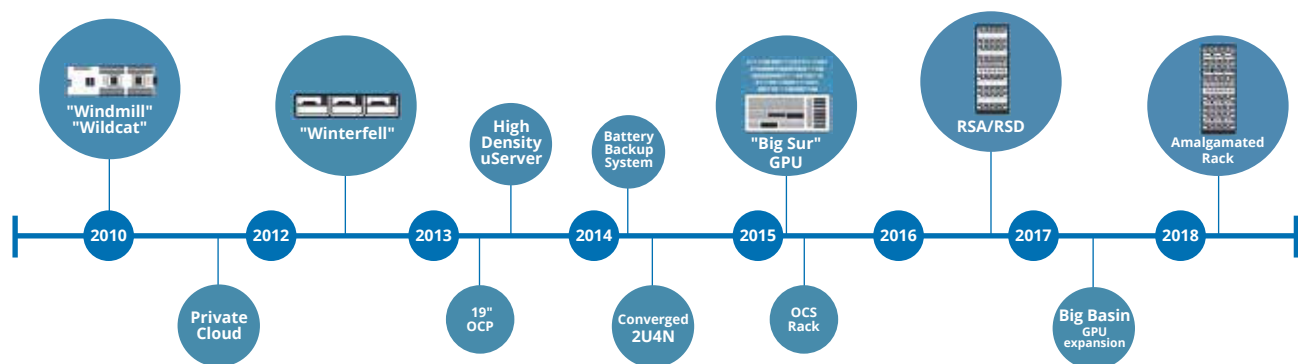 "Windmill"
"Wildcat"
"Winterfell"
High
Density
uServer
Battery
Backup
System
"Big Sur"
GPU
RSA/RSD
Amalgamated
Rack
2010
2012
2013
2014
2015
2016
2017
2018
Private
Cloud
19"
OCP
Converged
2U4N
OCS
Rack
Big Basin
GPU
expansion